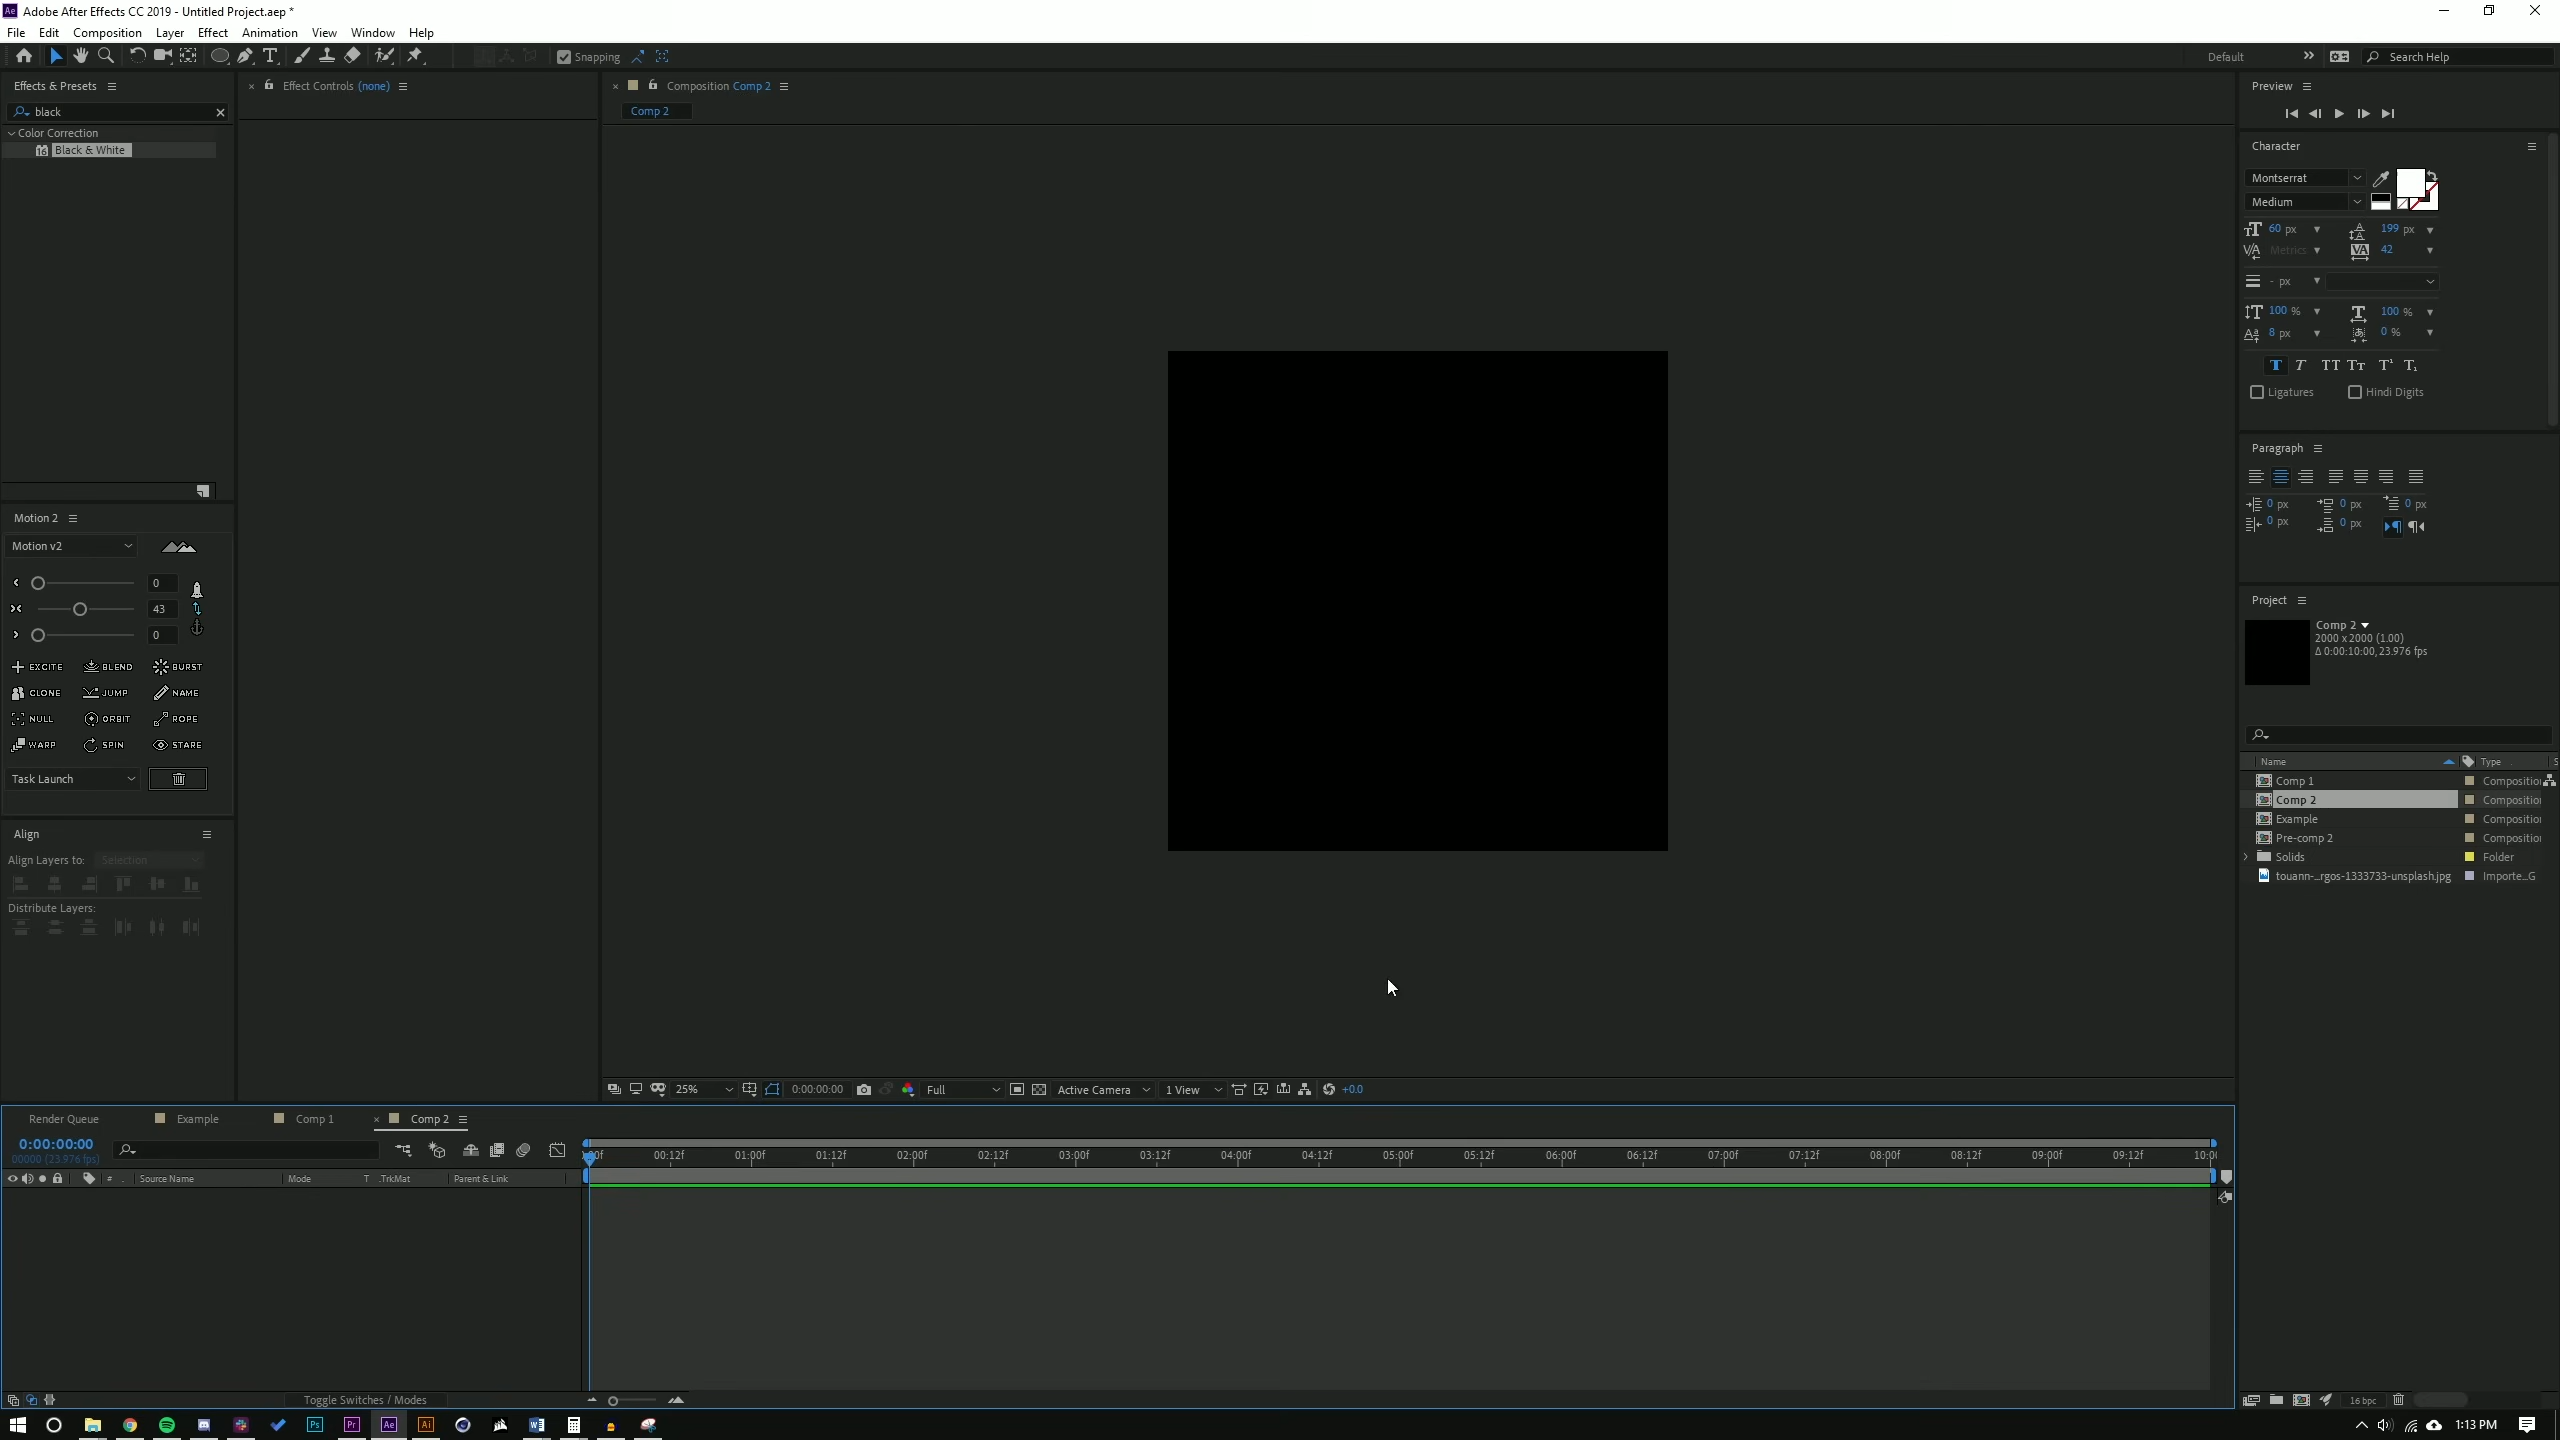 Adobe After Effects CC 2019 - Untitled Project.aep *
File Edit Composition Layer Effect Animation View Window Help
Snapping
Default
Search Help
Effects & Presets
black
Color Correction
Black & White
Effect Controls (none)
Composition Comp 2
Comp 2
Preview
Character
Montserrat
Medium
60 px
199 px
Metrics
42
- px
100 %
100 %
8 px
0 %
Ligatures
Hindi Digits
Paragraph
0 px 0 px 0 px
0 px 0 px
Motion 2
Motion v2
0
43
0
EXCITE BLEND BURST
CLONE JUMP NAME
NULL ORBIT ROPE
WARP SPIN STARE
Task Launch
Align
Align Layers to: Selection
Distribute Layers:
Project
Comp 2
2000 x 2000 (1.00)
Δ 0:00:10:00, 23.976 fps
Name Type
Comp 1 Compositio
Comp 2 Compositio
Example Compositio
Pre-comp 2 Compositio
Solids Folder
touann-...rgos-1333733-unsplash.jpg Importe...G
25% 0:00:00:00 Full Active Camera 1 View +0.0
Render Queue Example Comp 1 Comp 2
0:00:00:00
00000 (23.976 fps)
00:12f 01:00f 01:12f 02:00f 02:12f 03:00f 03:12f 04:00f 04:12f 05:00f 05:12f 06:00f 06:12f 07:00f 07:12f 08:00f 08:12f 09:00f 09:12f 10:0
# Source Name Mode T .TrkMat Parent & Link
Toggle Switches / Modes
16 bpc
1:13 PM